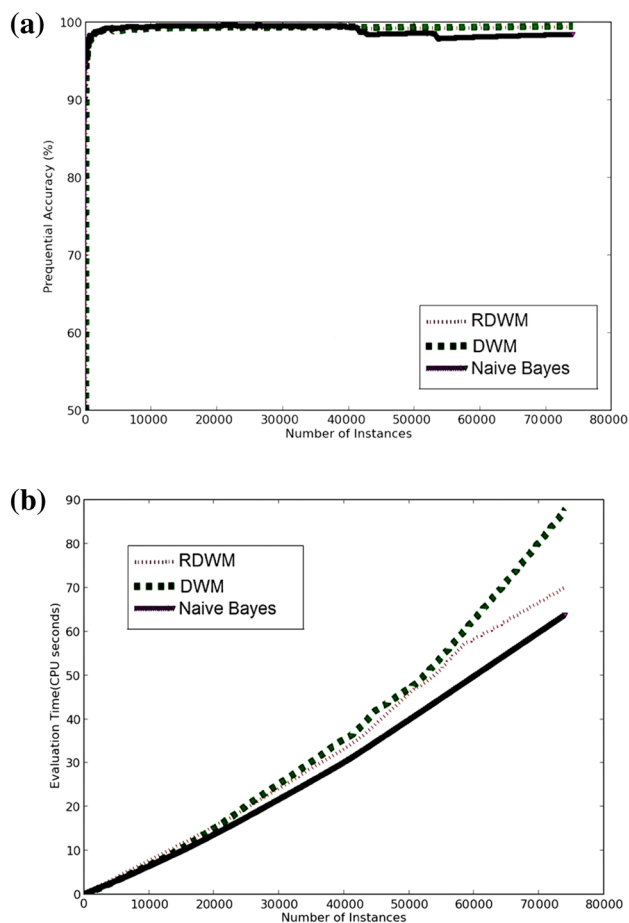 (a)
100
90
80
70
60
50
Prequential Accuracy (%)
RDWM
DWM
Naive Bayes
0 10000 20000 30000 40000 50000 60000 70000 80000
Number of Instances
(b)
90
80
70
60
50
40
30
20
10
0
Evaluation Time(CPU seconds)
RDWM
DWM
Naive Bayes
0 10000 20000 30000 40000 50000 60000 70000 80000
Number of Instances